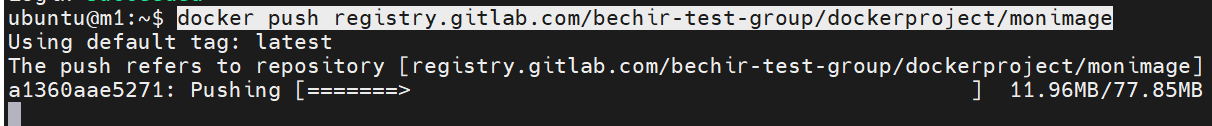 ubuntu@m1:~$ docker push registry.gitlab.com/bechir-test-group/dockerproject/monimage
Using default tag: latest
The push refers to repository [registry.gitlab.com/bechir-test-group/dockerproject/monimage]
a1360aae5271: Pushing [=======> ] 11.96MB/77.85MB